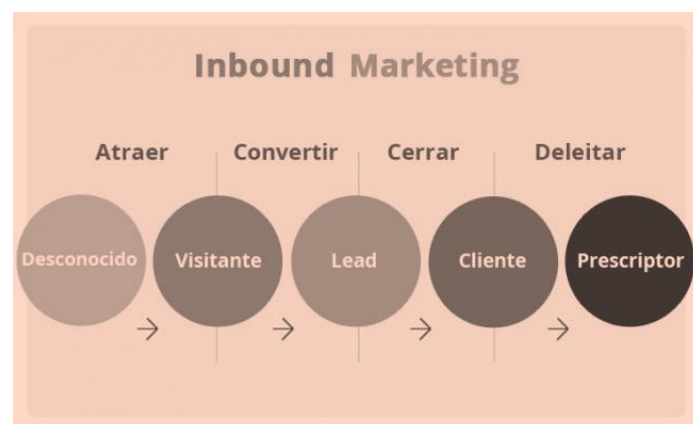 Inbound Marketing
Atraer Convertir Cerrar Deleitar
Desconocido Visitante Lead Cliente Prescriptor